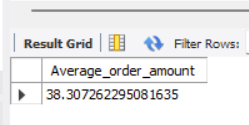 Result Grid Filter Rows:
Average_order_amount
38.307262295081635